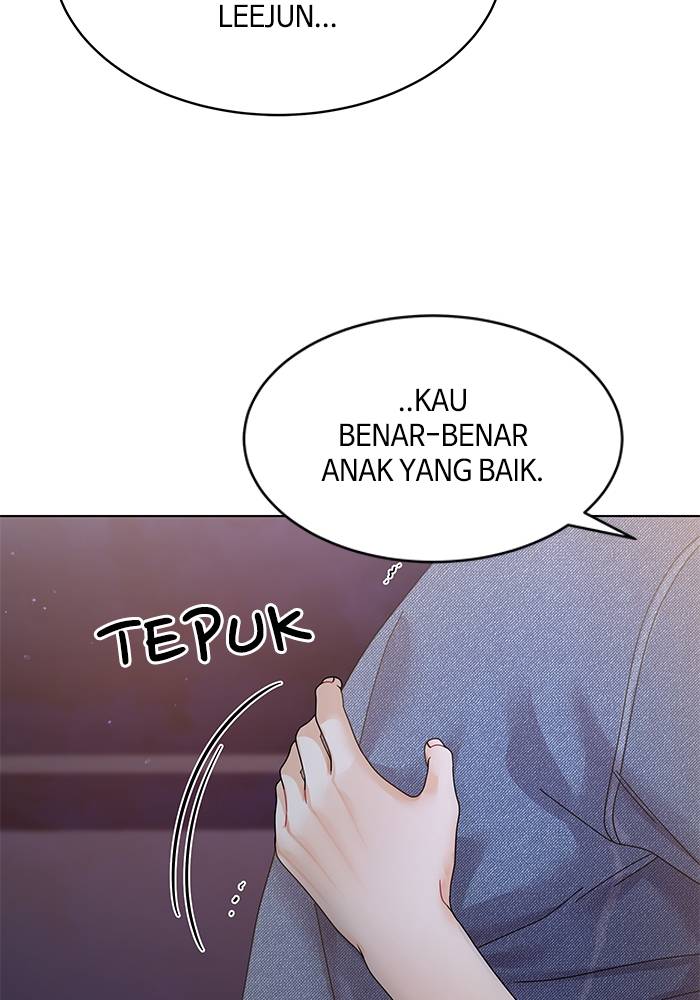 LEEJUN...
..KAU
BENAR-BENAR
ANAK YANG BAIK.
TEPUK